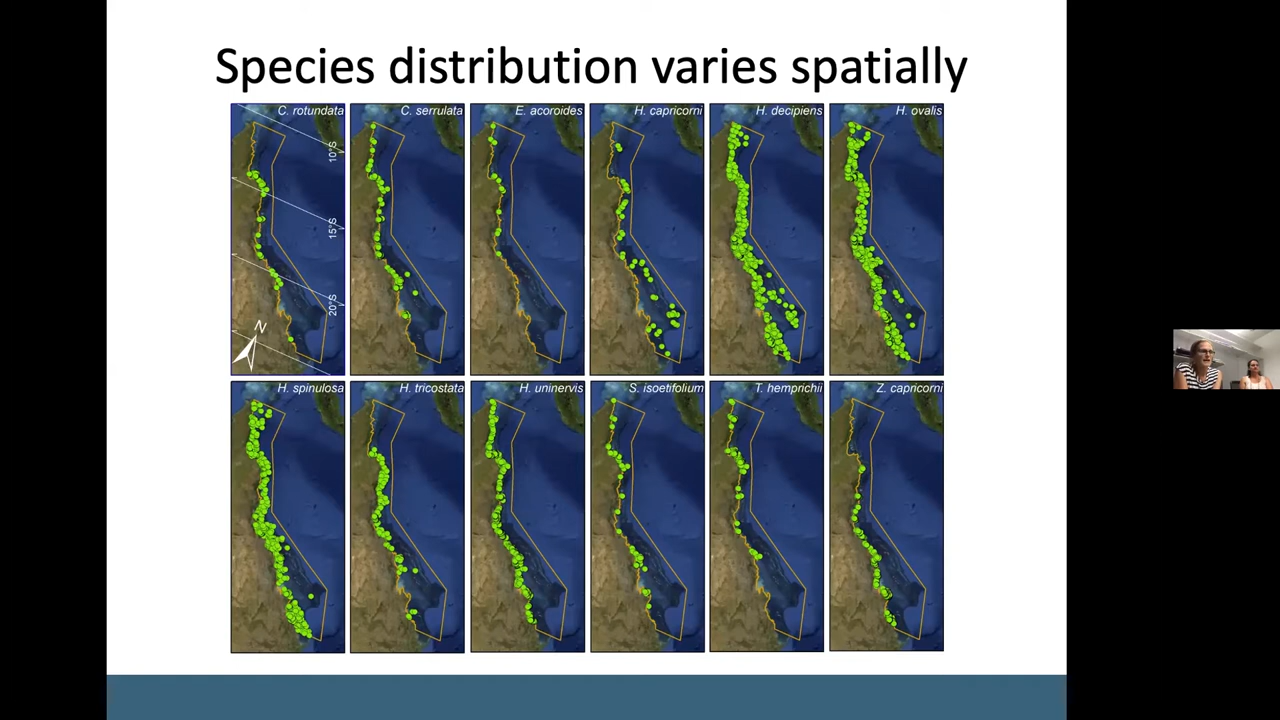 Species distribution varies spatially
C. rotundata
C. serrulata
E. acoroides
H. capricorni
H. decipiens
H. ovalis
10°S
15°S
20°S
N
H. spinulosa
H. tricostata
H. uninervis
S. isoetifolium
T. hemprichii
Z. capricorni